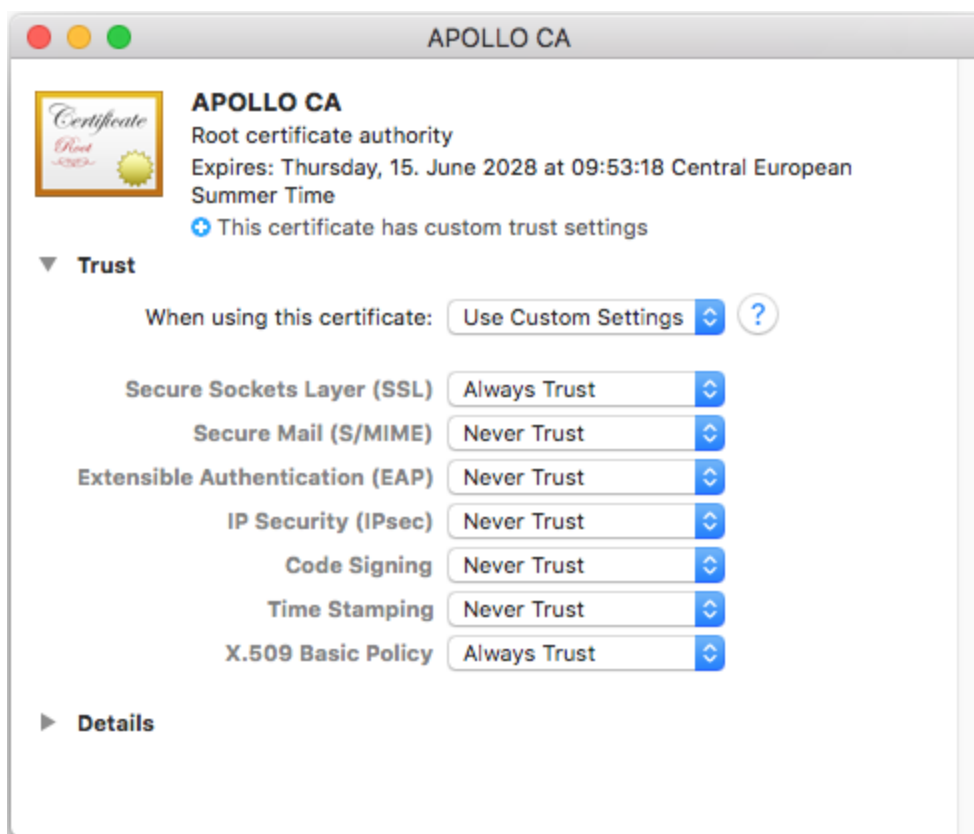 APOLLO CA
Certificate
Root
APOLLO CA
Root certificate authority
Expires: Thursday, 15. June 2028 at 09:53:18 Central European
Summer Time
This certificate has custom trust settings
Trust
When using this certificate: Use Custom Settings ?
Secure Sockets Layer (SSL) Always Trust
Secure Mail (S/MIME) Never Trust
Extensible Authentication (EAP) Never Trust
IP Security (IPsec) Never Trust
Code Signing Never Trust
Time Stamping Never Trust
X.509 Basic Policy Always Trust
Details